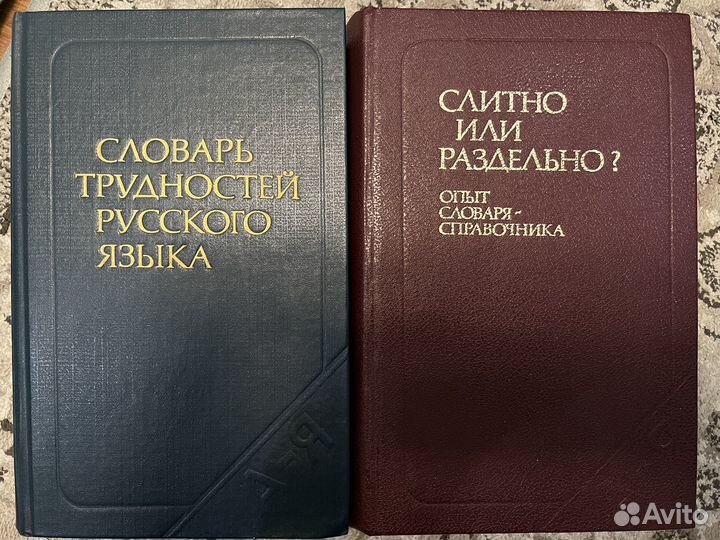 СЛОВАРЬ
ТРУДНОСТЕЙ
РУССКОГО
ЯЗЫКА
А-Я
СЛИТНО
ИЛИ
РАЗДЕЛЬНО?
ОПЫТ
СЛОВАРЯ-
СПРАВОЧНИКА
Avito